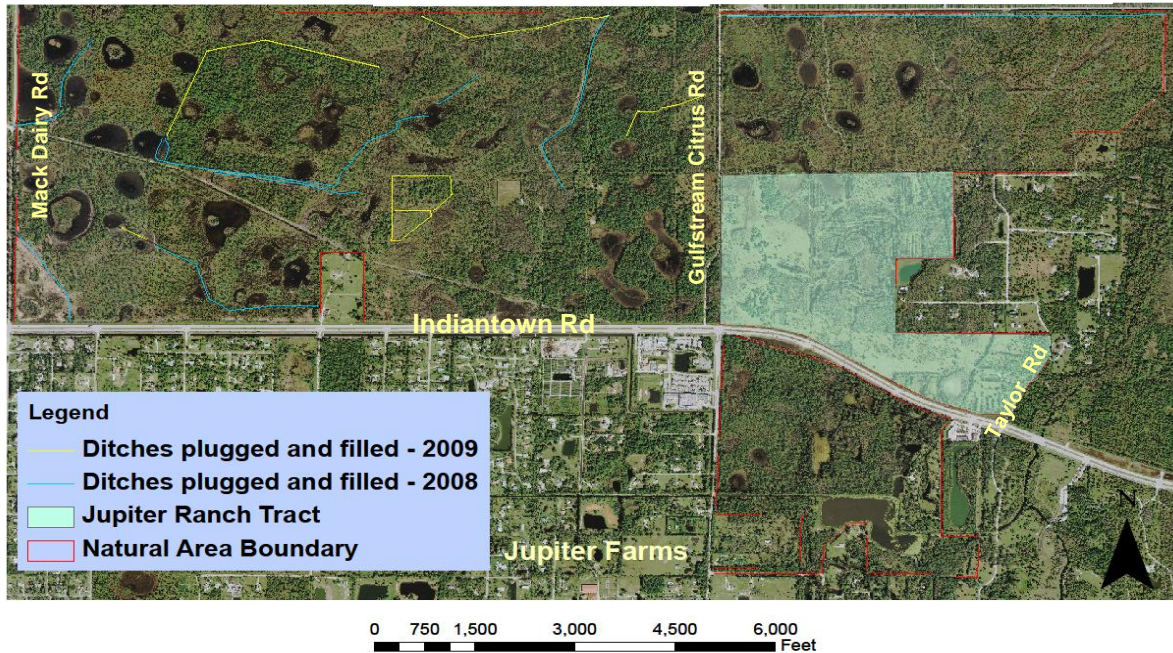 Mack Dairy Rd
Gulfstream Citrus Rd
Indiantown Rd
Taylor Rd
Legend
Ditches plugged and filled - 2009
Ditches plugged and filled - 2008
Jupiter Ranch Tract
Natural Area Boundary
Jupiter Farms
N
0 750 1,500 3,000 4,500 6,000
Feet